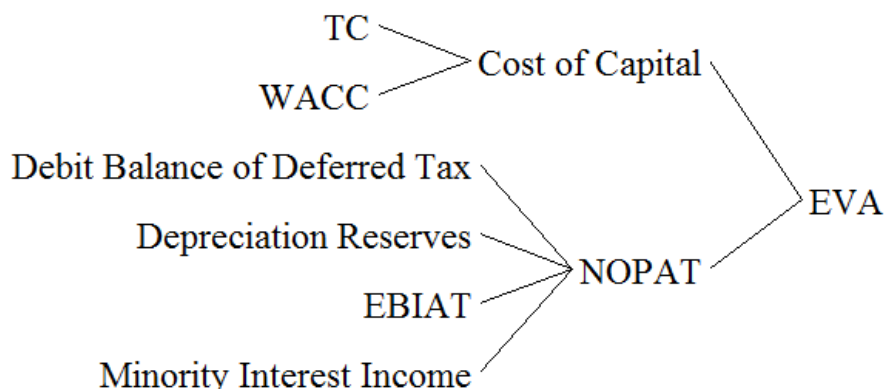 TC
Cost of Capital
WACC
Debit Balance of Deferred Tax
EVA
Depreciation Reserves
NOPAT
EBIAT
Minority Interest Income